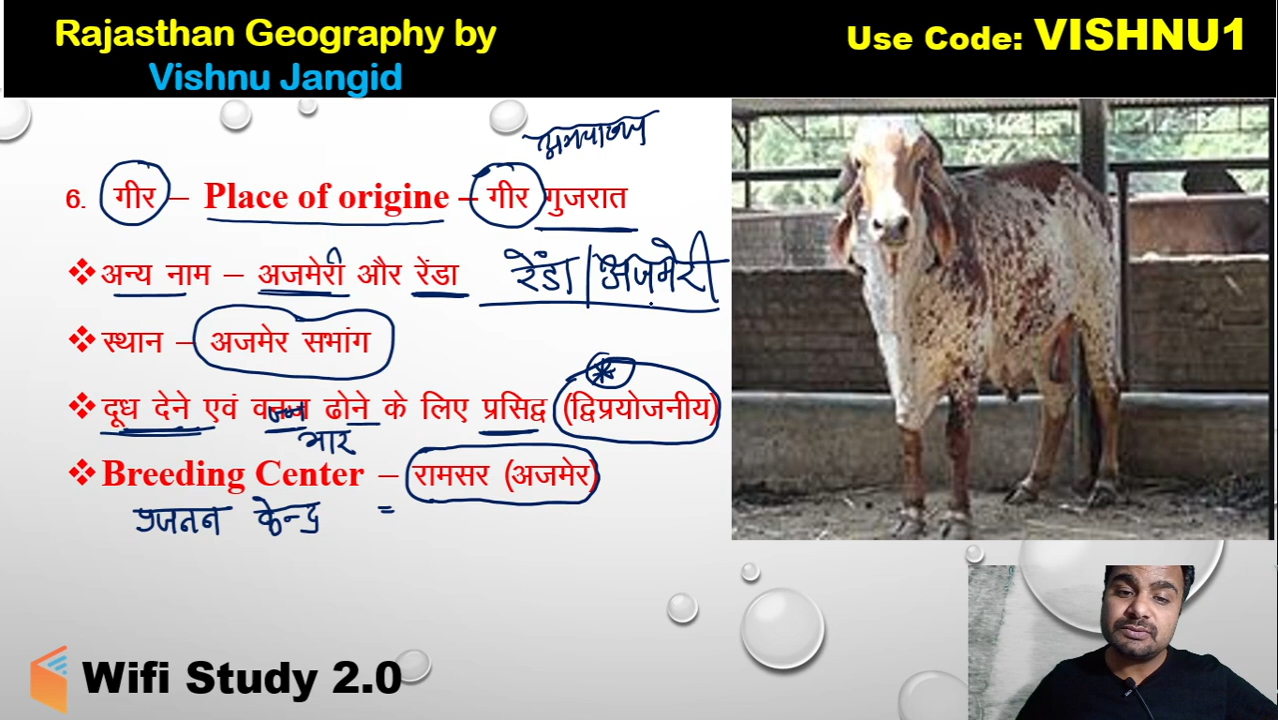 Rajasthan Geography by
Vishnu Jangid
Use Code: VISHNU1
6. गीर – Place of origine – गीर गुजरात
❖ अन्य नाम – अजमेरी और रेंडा
रेंडा/अजमेरी
❖ स्थान – अजमेर सभांग
❖ दूध देने एवं ढोने के लिए प्रसिद्व (द्विप्रयोजनीय)
भार
❖ Breeding Center – रामसर (अजमेर)
प्रजनन केन्द्र =
Wifi Study 2.0